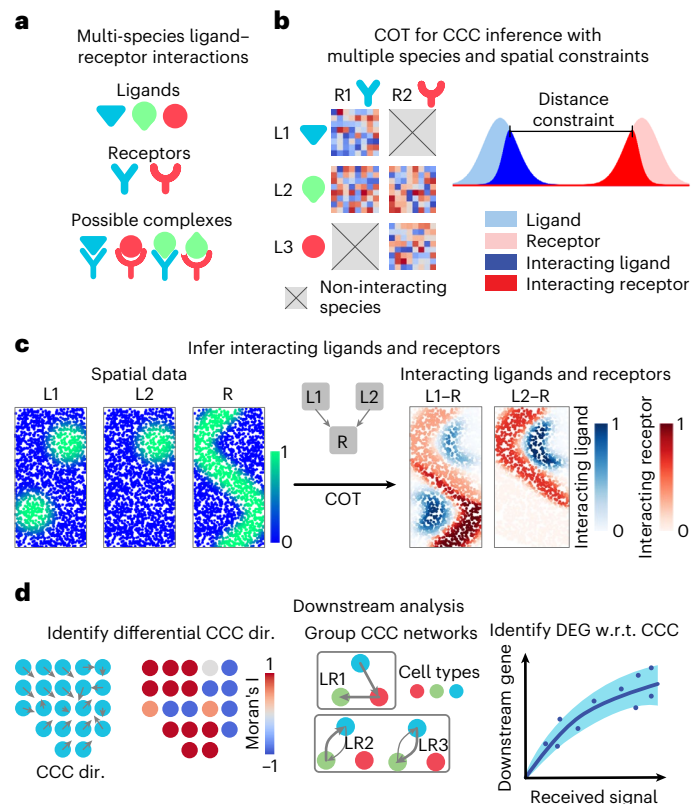 a
Multi-species ligand–
receptor interactions
Ligands
Receptors
Possible complexes
b
COT for CCC inference with
multiple species and spatial constraints
R1
R2
L1
L2
L3
Non-interacting
species
Distance
constraint
Ligand
Receptor
Interacting ligand
Interacting receptor
c
Infer interacting ligands and receptors
Spatial data
L1
L2
R
1
0
L1
L2
R
COT
Interacting ligands and receptors
L1–R
L2–R
Interacting ligand
1
0
Interacting receptor
1
0
d
Downstream analysis
Identify differential CCC dir.
CCC dir.
Moran's I
1
−1
Group CCC networks
LR1
Cell types
LR2
LR3
Identify DEG w.r.t. CCC
Downstream gene
Received signal